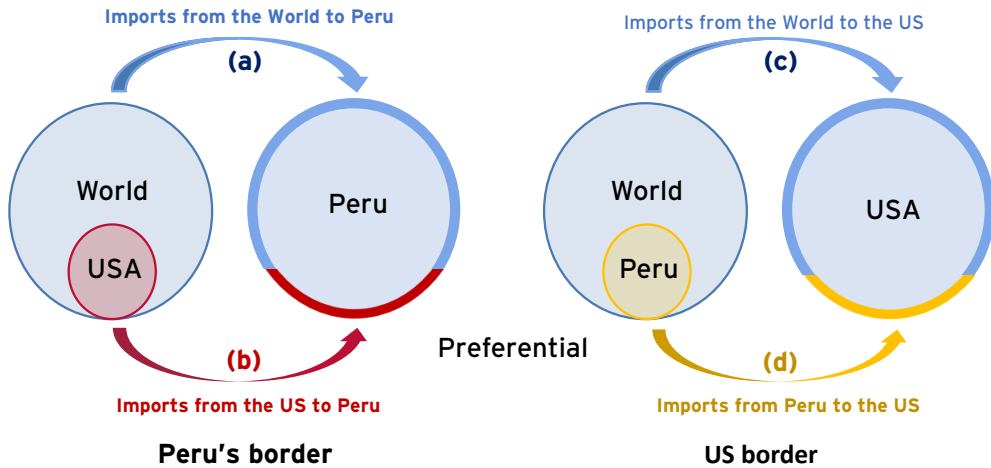 Imports from the World to Peru
(a)
World
USA
Peru
(b)
Imports from the US to Peru
Peru's border
Preferential
Imports from the World to the US
(c)
World
Peru
USA
(d)
Imports from Peru to the US
US border